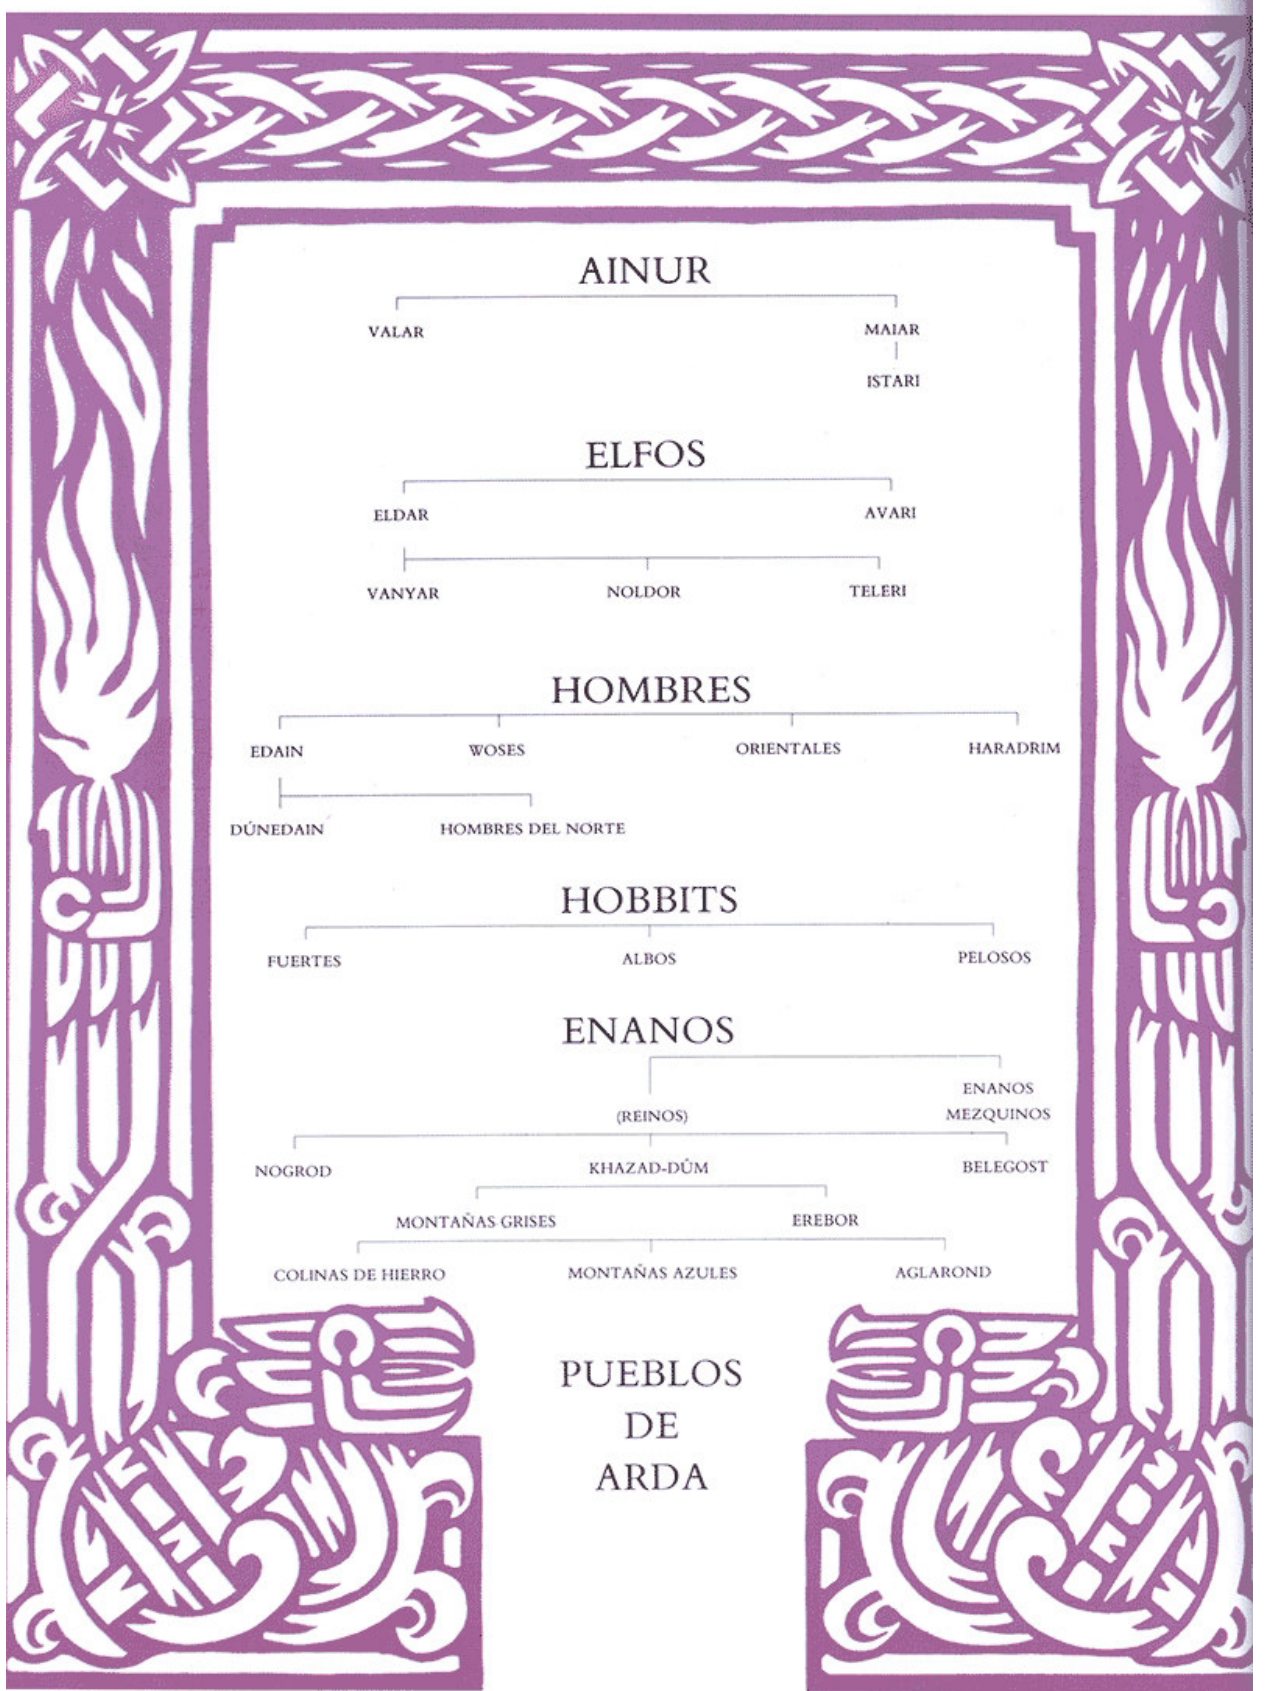 AINUR
VALAR MAIAR
ISTARI
ELFOS
ELDAR AVARI
VANYAR NOLDOR TELERI
HOMBRES
EDAIN WOSES ORIENTALES HARADRIM
DÚNEDAIN HOMBRES DEL NORTE
HOBBITS
FUERTES ALBOS PELOSOS
ENANOS
ENANOS
(REINOS) MEZQUINOS
NOGROD KHAZAD-DÛM BELEGOST
MONTAÑAS GRISES EREBOR
COLINAS DE HIERRO MONTAÑAS AZULES AGLAROND
PUEBLOS
DE
ARDA